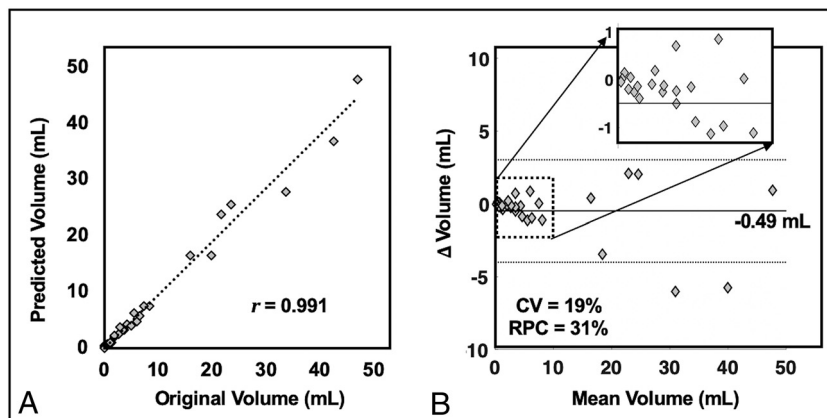 50
40
30
20
10
0
0 10 20 30 40 50
Predicted Volume (mL)
Original Volume (mL)
r = 0.991
A
10
5
0
-5
-10
0 10 20 30 40 50
Δ Volume (mL)
Mean Volume (mL)
1
0
-1
-0.49 mL
CV = 19%
RPC = 31%
B